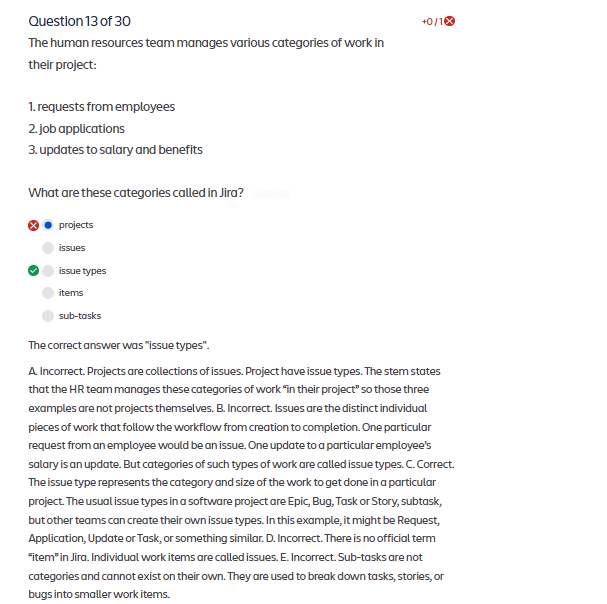 Question 13 of 30
+0 / 1
The human resources team manages various categories of work in
their project:
1. requests from employees
2. job applications
3. updates to salary and benefits
What are these categories called in Jira?
projects
issues
issue types
items
sub-tasks
The correct answer was "issue types".
A. Incorrect. Projects are collections of issues. Project have issue types. The stem states
that the HR team manages these categories of work “in their project” so those three
examples are not projects themselves. B. Incorrect. Issues are the distinct individual
pieces of work that follow the workflow from creation to completion. One particular
request from an employee would be an issue. One update to a particular employee’s
salary is an update. But categories of such types of work are called issue types. C. Correct.
The issue type represents the category and size of the work to get done in a particular
project. The usual issue types in a software project are Epic, Bug, Task or Story, subtask,
but other teams can create their own issue types. In this example, it might be Request,
Application, Update or Task, or something similar. D. Incorrect. There is no official term
“item” in Jira. Individual work items are called issues. E. Incorrect. Sub-tasks are not
categories and cannot exist on their own. They are used to break down tasks, stories, or
bugs into smaller work items.